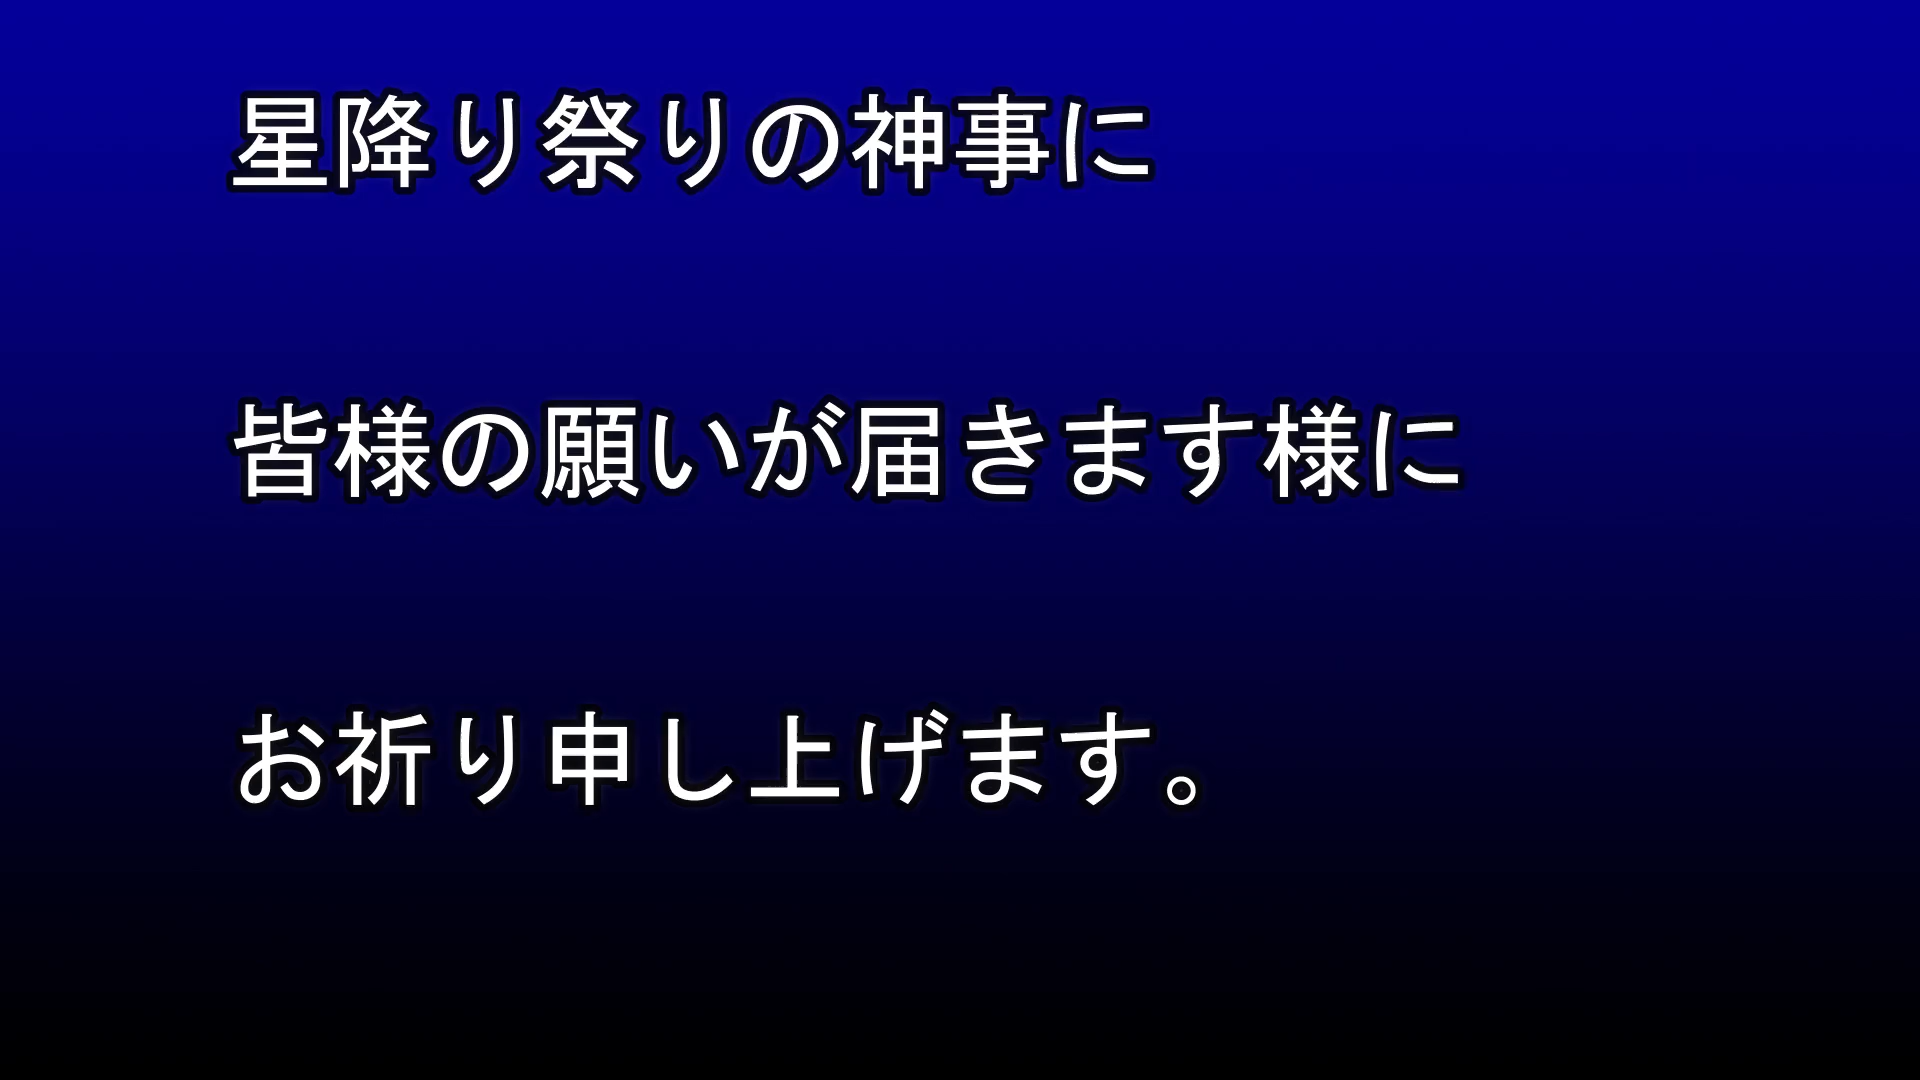 星降り祭りの神事に
皆様の願いが届きます様に
お祈り申し上げます。